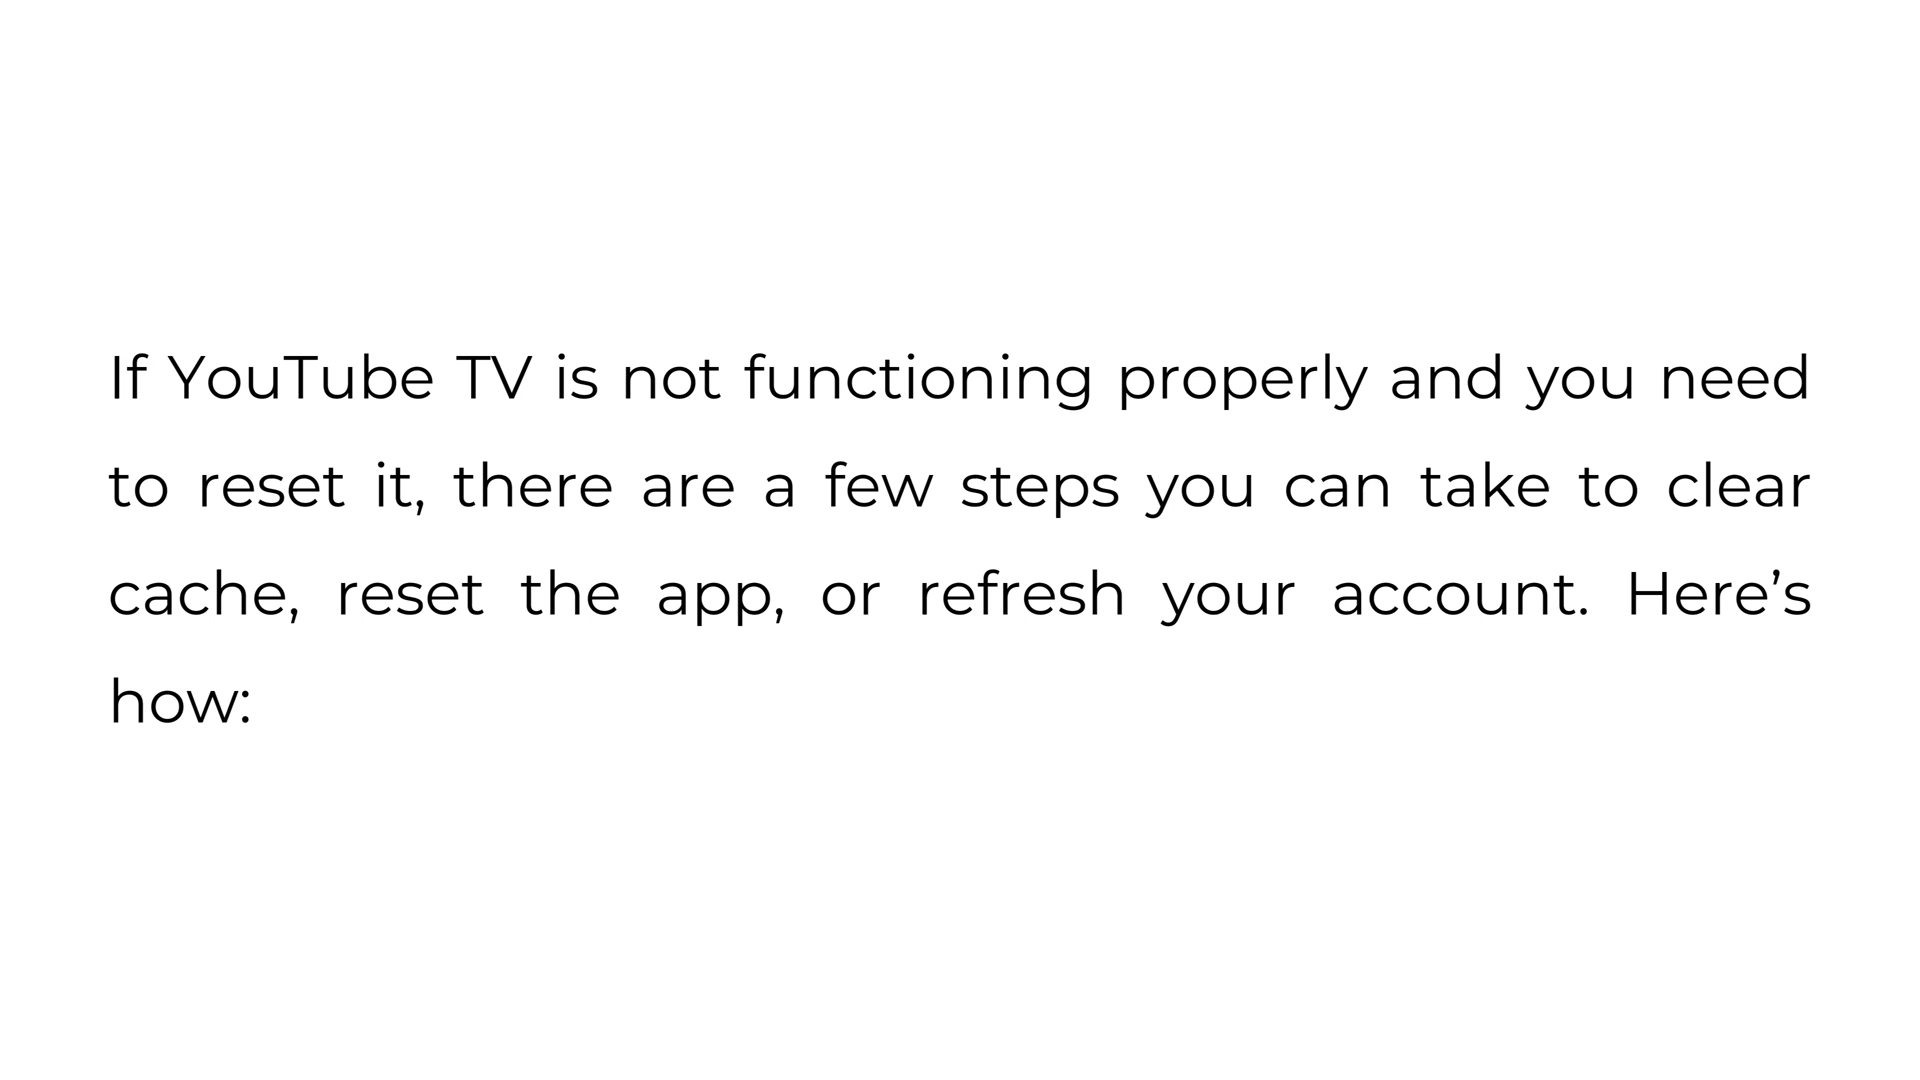 If YouTube TV is not functioning properly and you need
to reset it, there are a few steps you can take to clear
cache, reset the app, or refresh your account. Here’s
how: